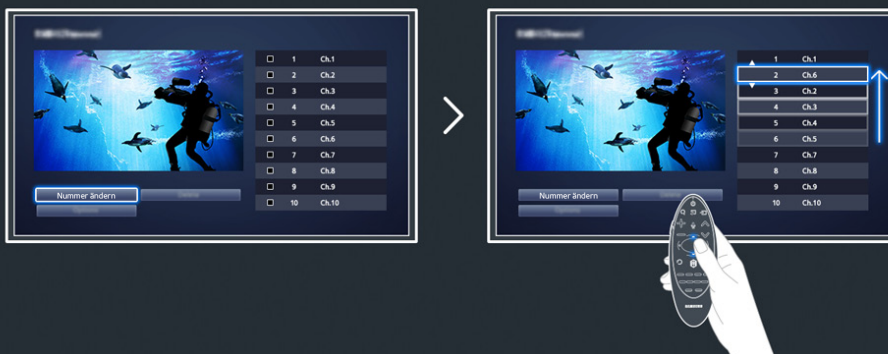 1 Ch.1
2 Ch.2
3 Ch.3
4 Ch.4
5 Ch.5
6 Ch.6
7 Ch.7
8 Ch.8
9 Ch.9
10 Ch.10
Nummer ändern
1 Ch.1
2 Ch.6
3 Ch.2
4 Ch.3
5 Ch.4
6 Ch.5
7 Ch.7
8 Ch.8
9 Ch.9
10 Ch.10
Nummer ändern